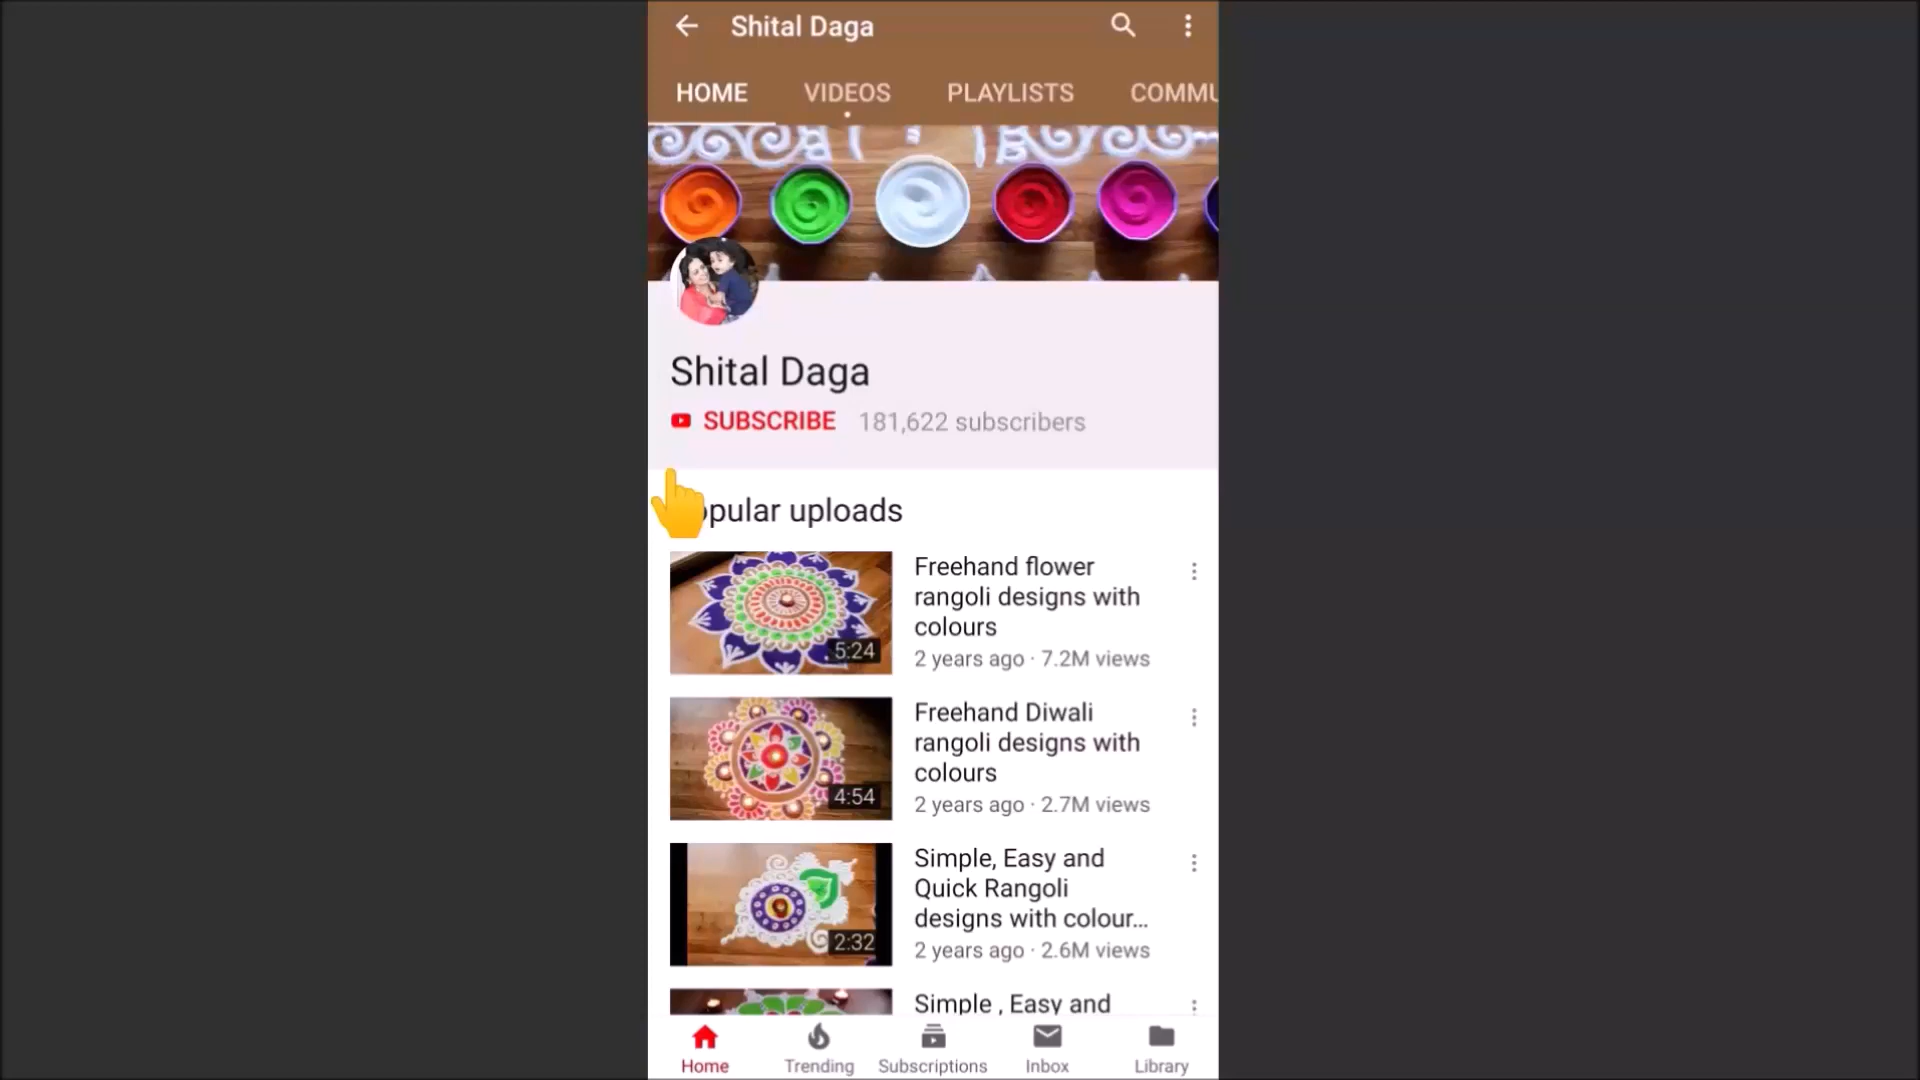 Shital Daga
HOME VIDEOS PLAYLISTS COMMU
Shital Daga
SUBSCRIBE 181,622 subscribers
opular uploads
Freehand flower
rangoli designs with
colours
2 years ago · 7.2M views
5:24
Freehand Diwali
rangoli designs with
colours
2 years ago · 2.7M views
4:54
Simple, Easy and
Quick Rangoli
designs with colour...
2 years ago · 2.6M views
2:32
Simple , Easy and
Home Trending Subscriptions Inbox Library